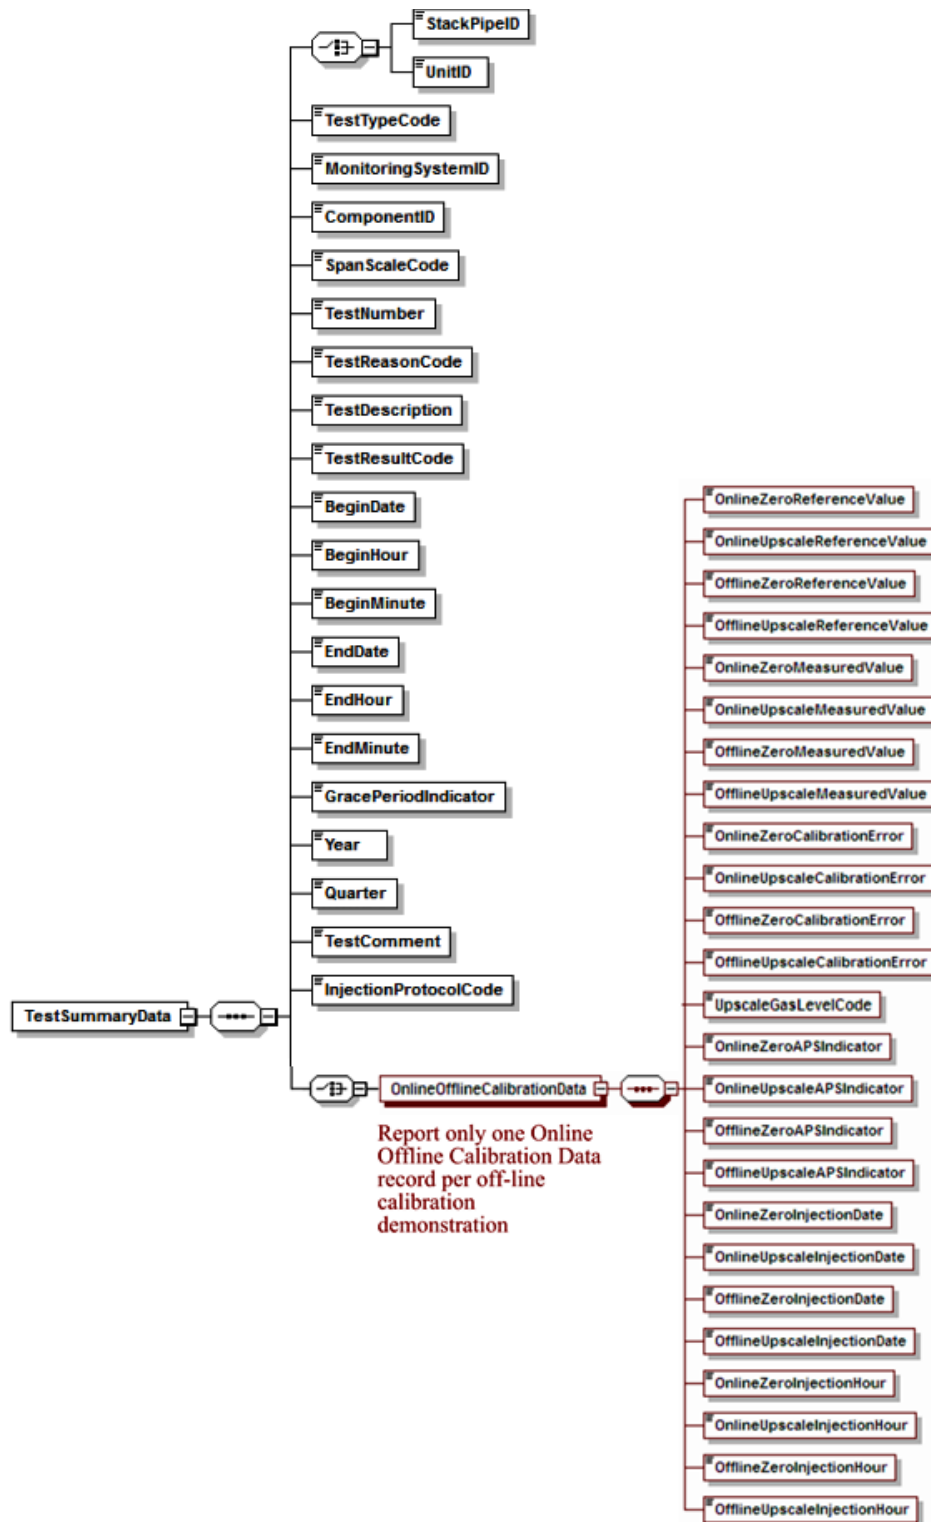 StackPipeID
UnitID
TestTypeCode
MonitoringSystemID
ComponentID
SpanScaleCode
TestNumber
TestReasonCode
TestDescription
TestResultCode
BeginDate
BeginHour
BeginMinute
EndDate
EndHour
EndMinute
GracePeriodIndicator
Year
Quarter
TestComment
InjectionProtocolCode
TestSummaryData
OnlineOfflineCalibrationData
Report only one Online
Offline Calibration Data
record per off-line
calibration
demonstration
OnlineZeroReferenceValue
OnlineUpscaleReferenceValue
OfflineZeroReferenceValue
OfflineUpscaleReferenceValue
OnlineZeroMeasuredValue
OnlineUpscaleMeasuredValue
OfflineZeroMeasuredValue
OfflineUpscaleMeasuredValue
OnlineZeroCalibrationError
OnlineUpscaleCalibrationError
OfflineZeroCalibrationError
OfflineUpscaleCalibrationError
UpscaleGasLevelCode
OnlineZeroAPSIndicator
OnlineUpscaleAPSIndicator
OfflineZeroAPSIndicator
OfflineUpscaleAPSIndicator
OnlineZeroInjectionDate
OnlineUpscaleInjectionDate
OfflineZeroInjectionDate
OfflineUpscaleInjectionDate
OnlineZeroInjectionHour
OnlineUpscaleInjectionHour
OfflineZeroInjectionHour
OfflineUpscaleInjectionHour